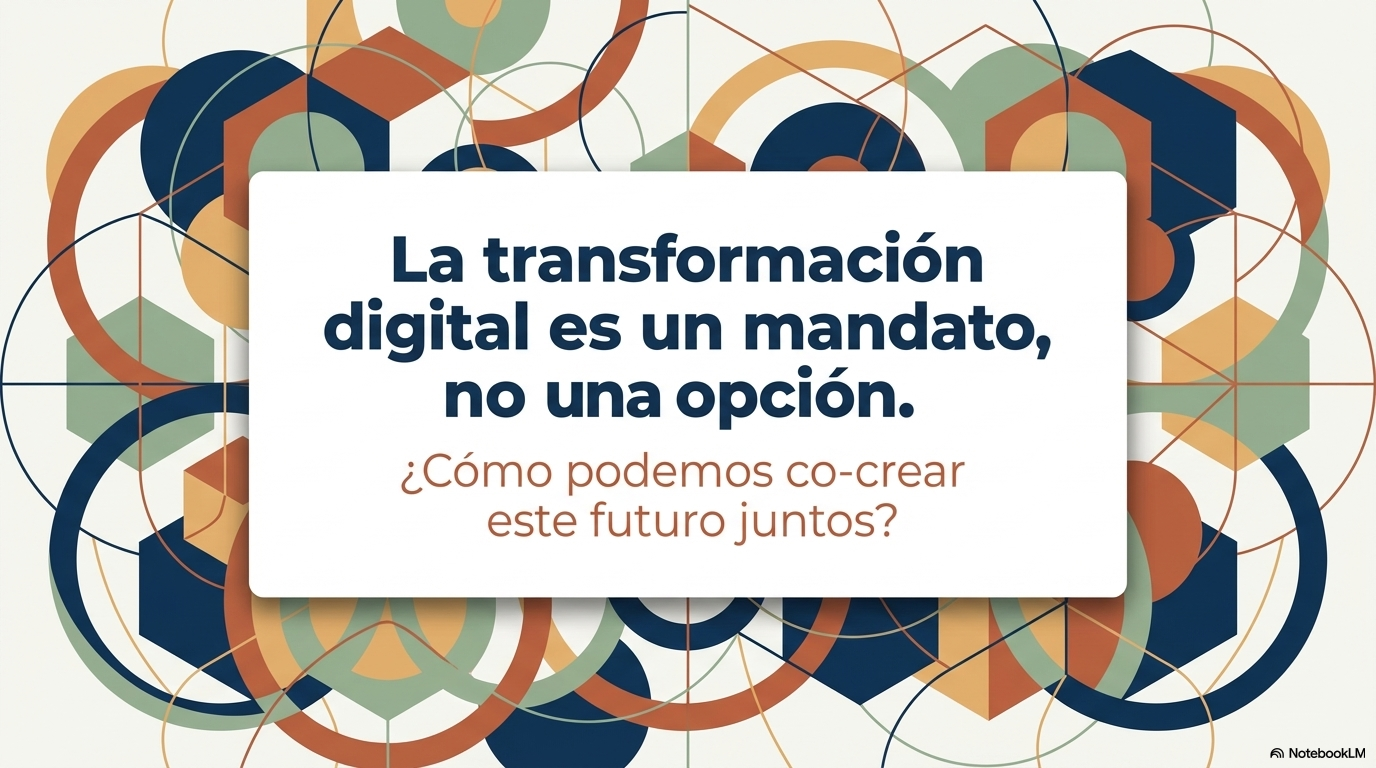 La transformación
digital es un mandato,
no una opción.
¿Cómo podemos co-crear
este futuro juntos?
NotebookLM